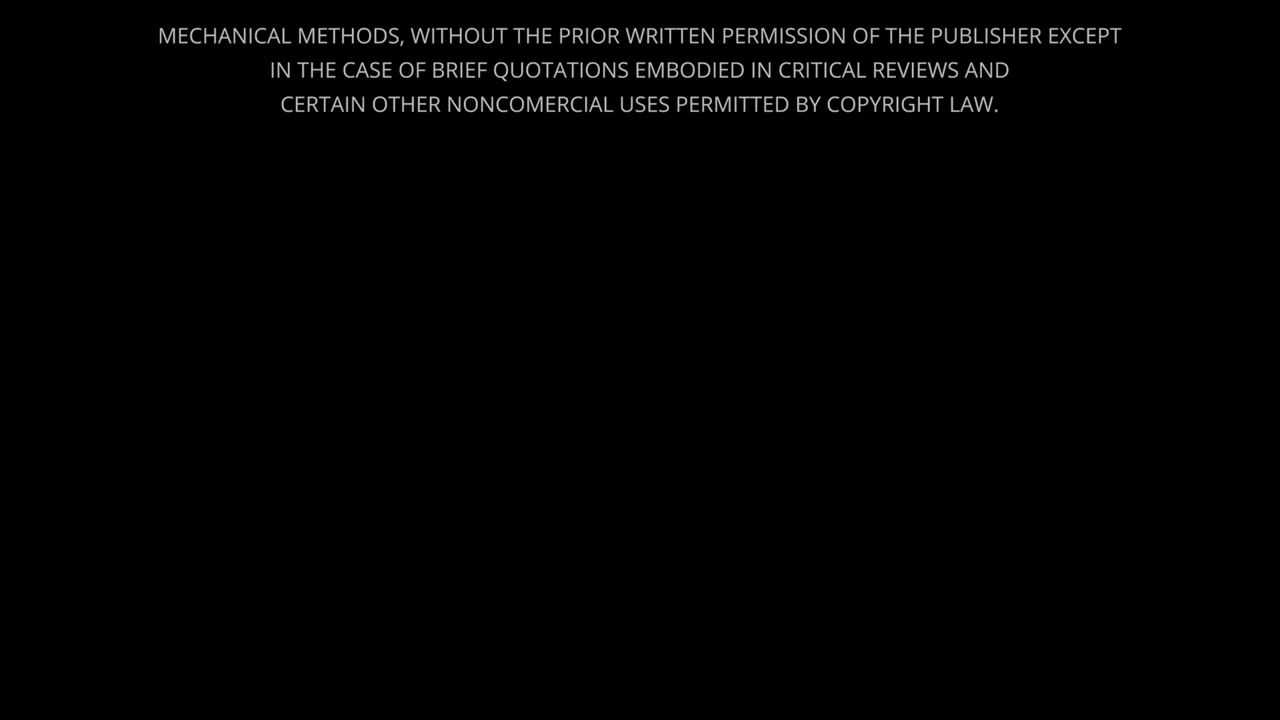 MECHANICAL METHODS, WITHOUT THE PRIOR WRITTEN PERMISSION OF THE PUBLISHER EXCEPT
IN THE CASE OF BRIEF QUOTATIONS EMBODIED IN CRITICAL REVIEWS AND
CERTAIN OTHER NONCOMERCIAL USES PERMITTED BY COPYRIGHT LAW.